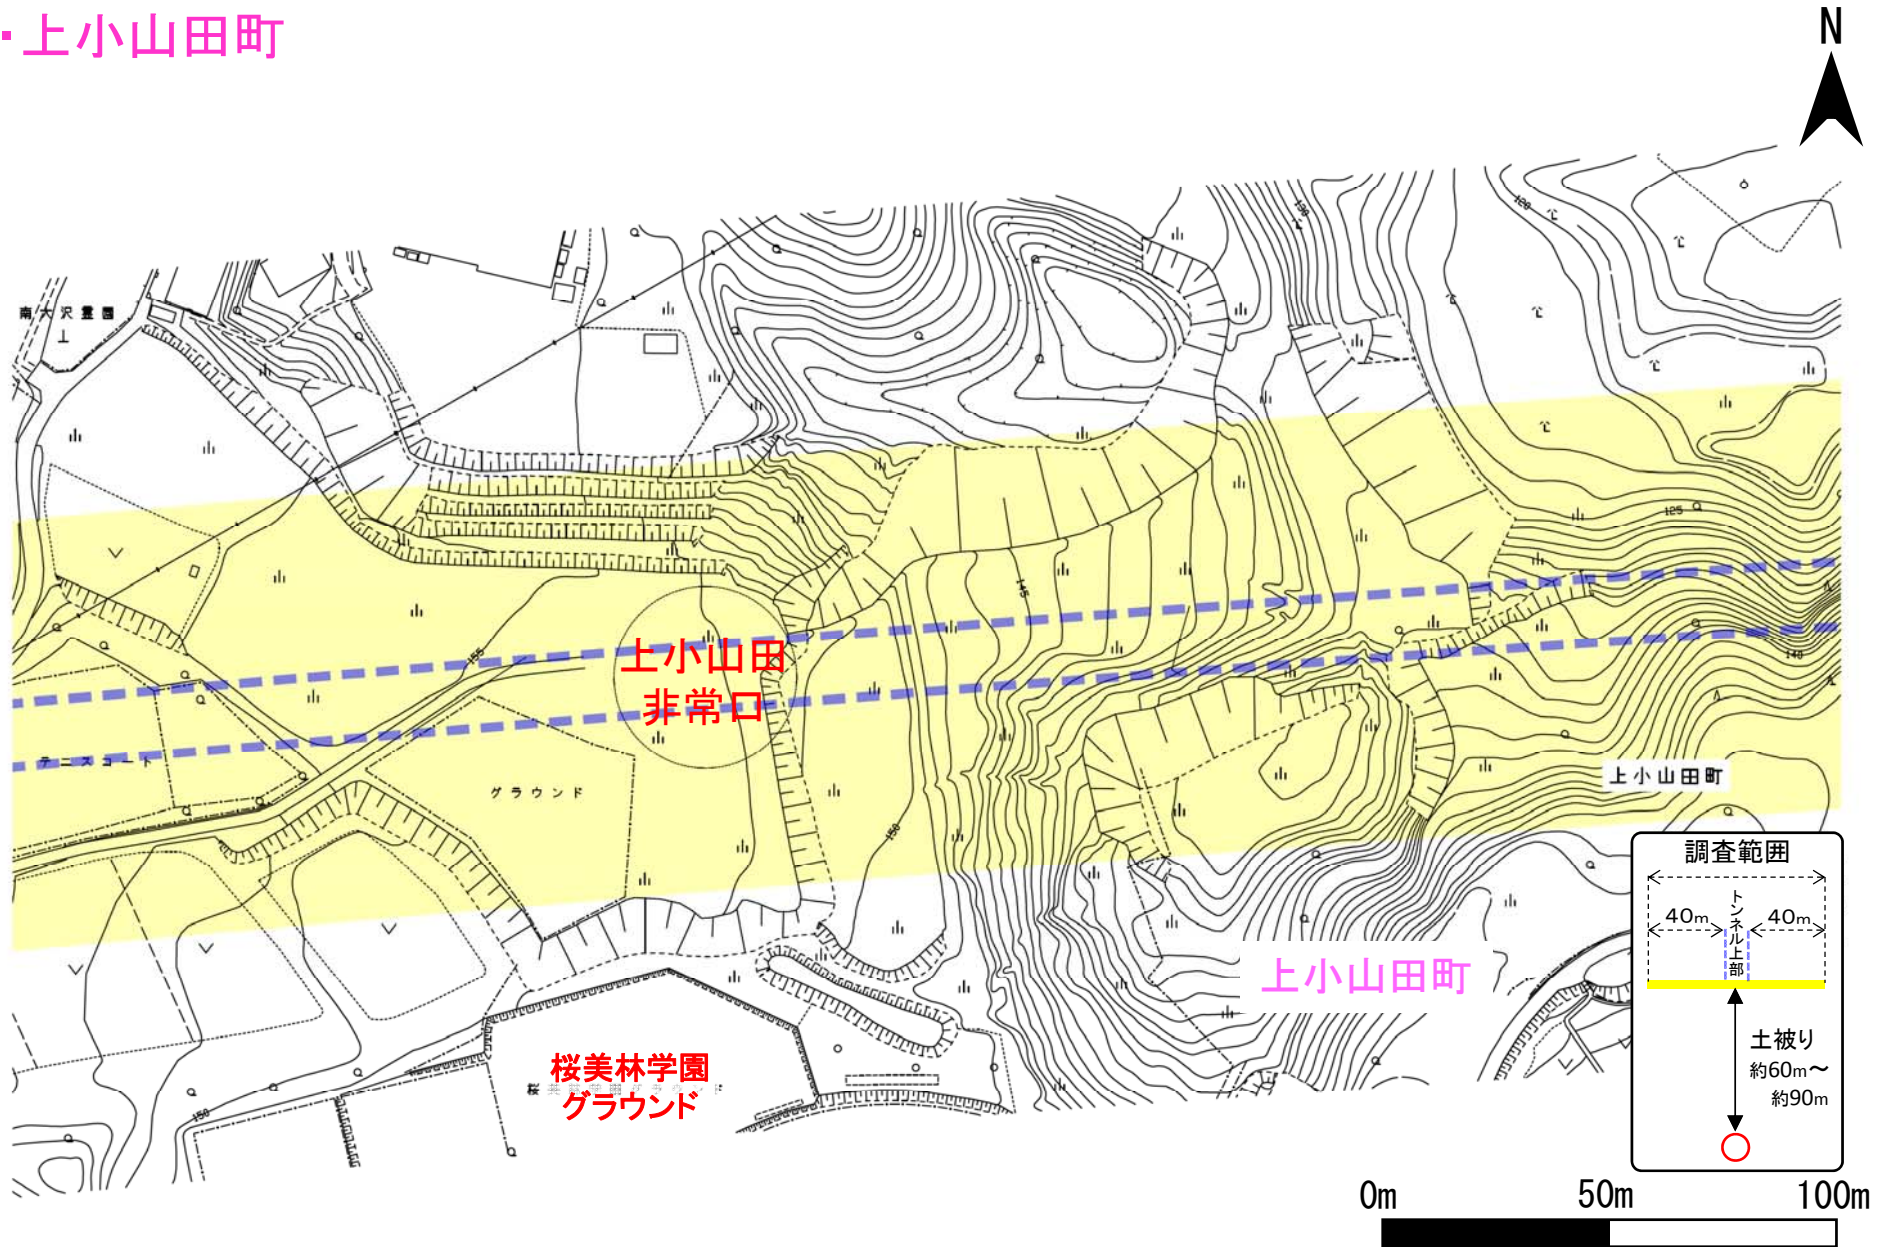 ・上小山田町
N
130
120
南大沢霊園
125
145
155
上小山田
非常口
140
テニスコート
グラウンド
上小山田町
150
調査範囲
40m
トンネル上部
40m
上小山田町
土被り
約60m～
約90m
桜美林学園
グラウンド
150
0m
50m
100m